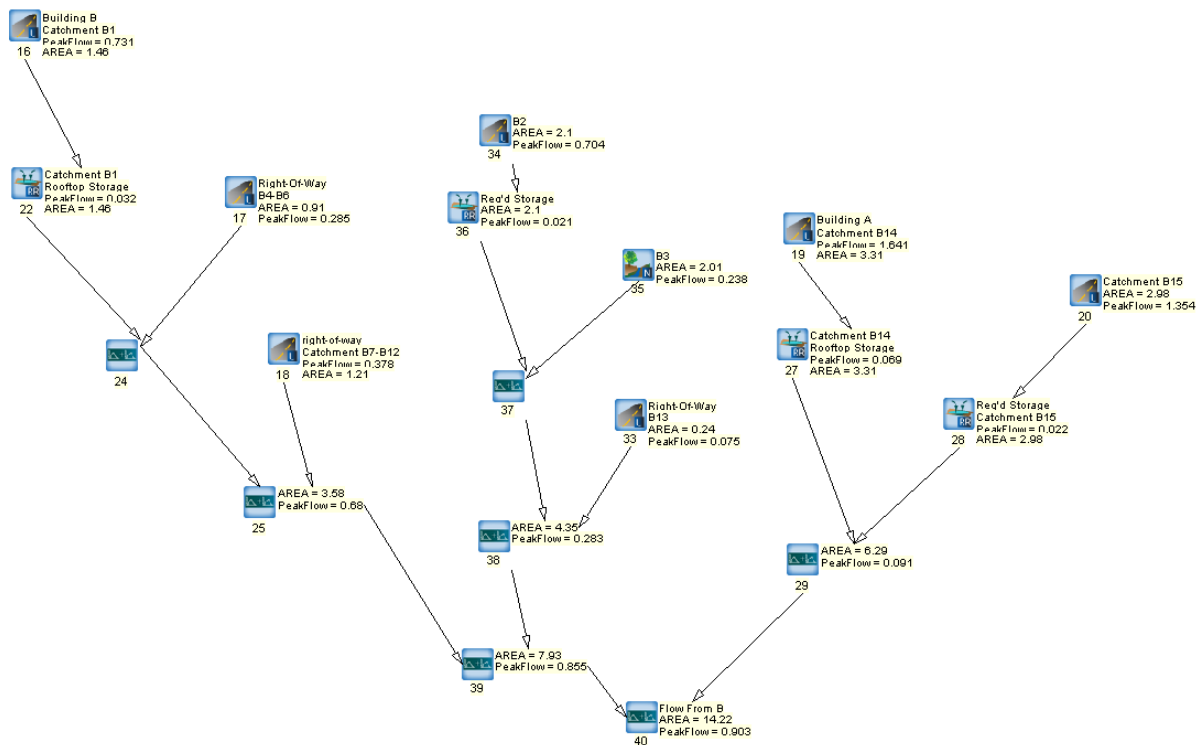 Building B
Catchment B1
PeakFlow = 0.731
AREA = 1.46
L
16
Catchment B1
Rooftop Storage
PeakFlow = 0.032
AREA = 1.46
RR
22
Right-Of-Way
B4-B6
AREA = 0.91
PeakFlow = 0.285
L
17
24
right-of-way
Catchment B7-B12
PeakFlow = 0.378
AREA = 1.21
L
18
AREA = 3.58
PeakFlow = 0.68
25
B2
AREA = 2.1
PeakFlow = 0.704
L
34
Req'd Storage
AREA = 2.1
PeakFlow = 0.021
RR
36
B3
AREA = 2.01
PeakFlow = 0.238
N
35
37
Right-Of-Way
B13
AREA = 0.24
PeakFlow = 0.075
L
33
AREA = 4.35
PeakFlow = 0.283
38
AREA = 7.93
PeakFlow = 0.855
39
Building A
Catchment B14
PeakFlow = 1.641
AREA = 3.31
L
19
Catchment B14
Rooftop Storage
PeakFlow = 0.069
AREA = 3.31
RR
27
Catchment B15
AREA = 2.98
PeakFlow = 1.354
L
20
Req'd Storage
Catchment B15
PeakFlow = 0.022
AREA = 2.98
RR
28
AREA = 6.29
PeakFlow = 0.091
29
Flow From B
AREA = 14.22
PeakFlow = 0.903
40